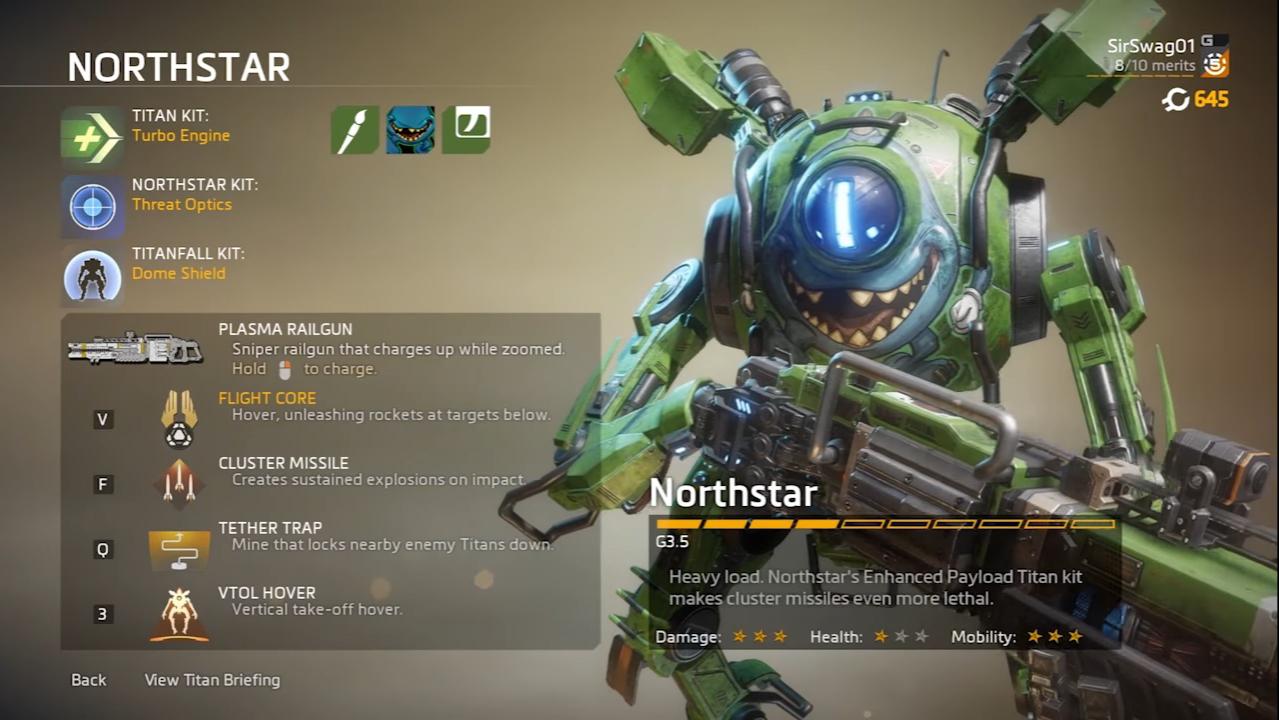 NORTHSTAR
SirSwag01 G
8/10 merits 5
645
TITAN KIT:
Turbo Engine
NORTHSTAR KIT:
Threat Optics
TITANFALL KIT:
Dome Shield
PLASMA RAILGUN
Sniper railgun that charges up while zoomed.
Hold to charge.
V
FLIGHT CORE
Hover, unleashing rockets at targets below.
F
CLUSTER MISSILE
Creates sustained explosions on impact.
Q
TETHER TRAP
Mine that locks nearby enemy Titans down.
3
VTOL HOVER
Vertical take-off hover.
Northstar
G3.5
Heavy load. Northstar's Enhanced Payload Titan kit
makes cluster missiles even more lethal.
Damage: Health: Mobility:
Back View Titan Briefing